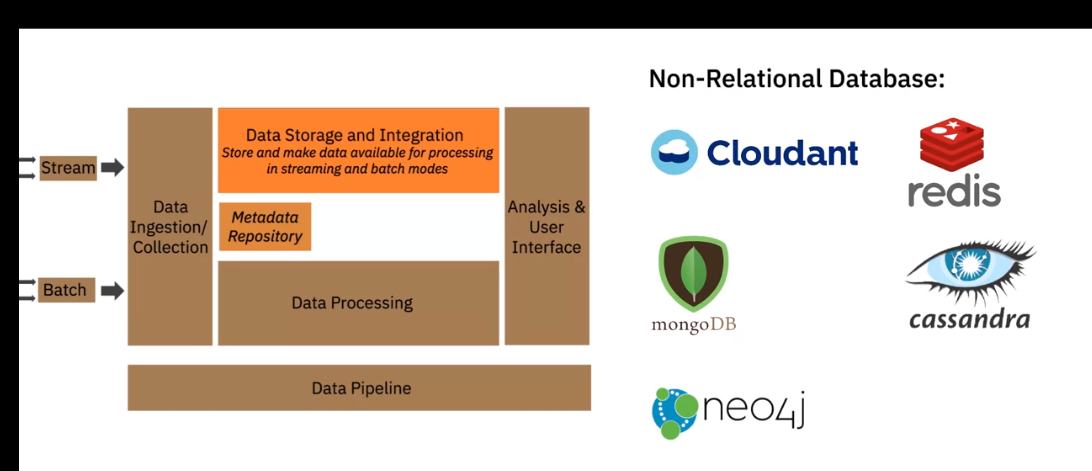 Non-Relational Database:
Stream
Batch
Data
Ingestion/
Collection
Data Storage and Integration
Store and make data available for processing
in streaming and batch modes
Metadata
Repository
Data Processing
Analysis &
User
Interface
Data Pipeline
Cloudant
redis
mongoDB
cassandra
neo4j